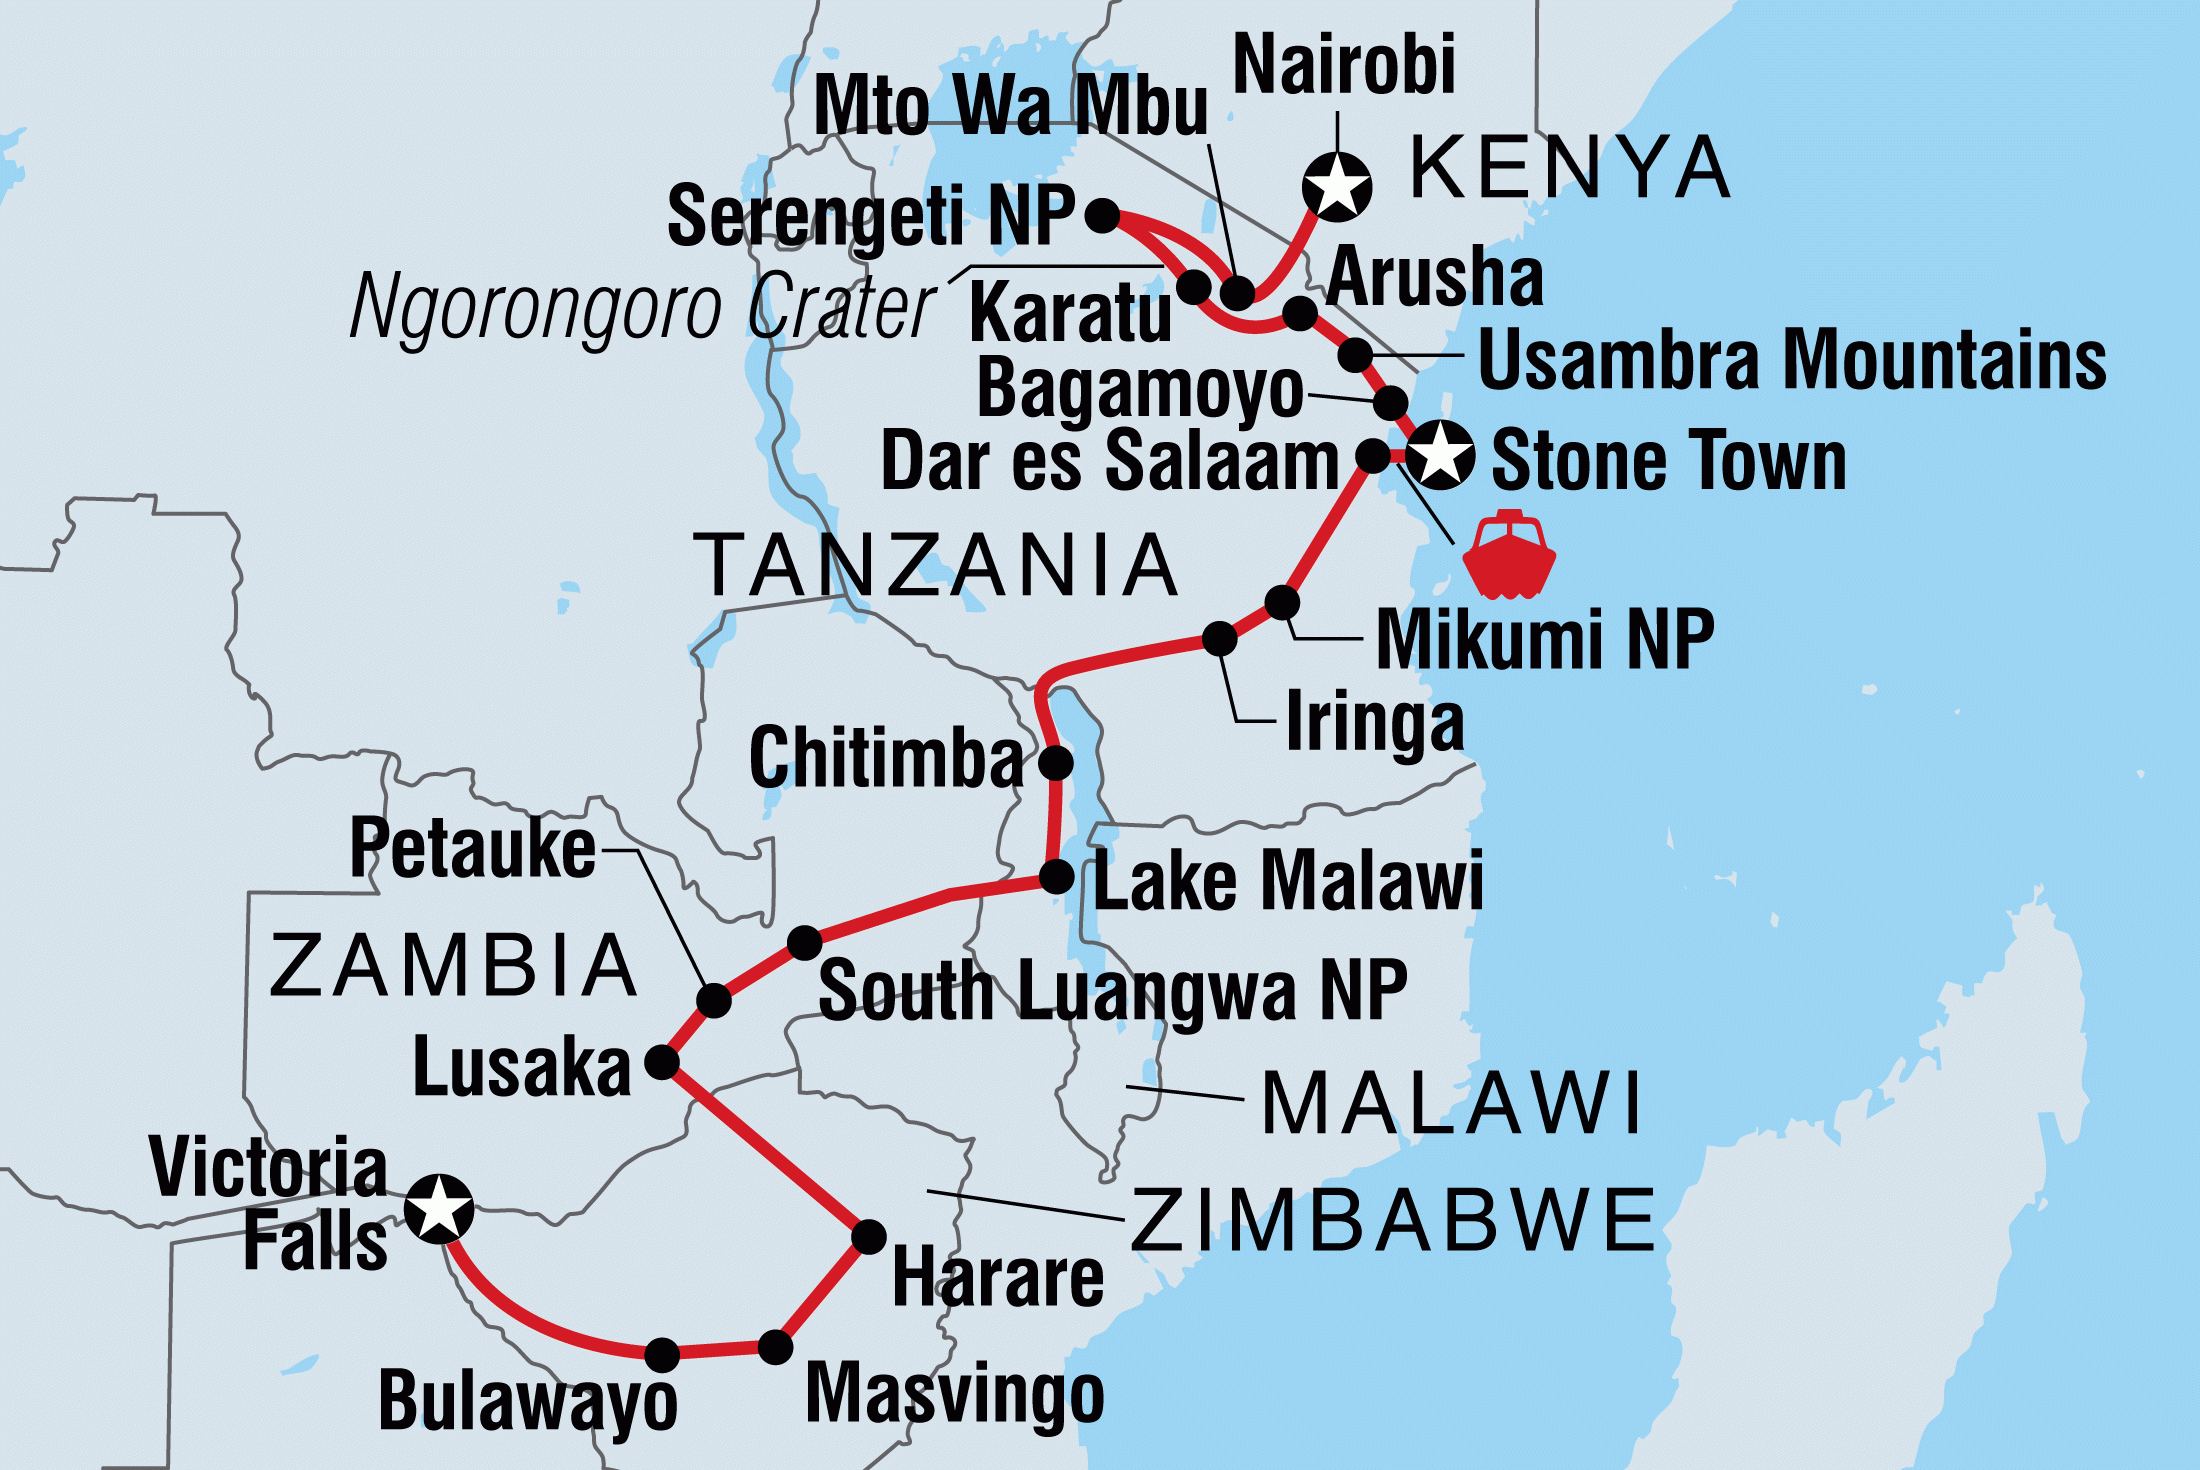 Nairobi
Mto Wa Mbu
KENYA
Serengeti NP
Arusha
Ngorongoro Crater
Karatu
Usambra Mountains
Bagamoyo
Dar es Salaam
Stone Town
TANZANIA
Mikumi NP
Iringa
Chitimba
Petauke
Lake Malawi
ZAMBIA
South Luangwa NP
Lusaka
MALAWI
Victoria
Falls
ZIMBABWE
Harare
Masvingo
Bulawayo